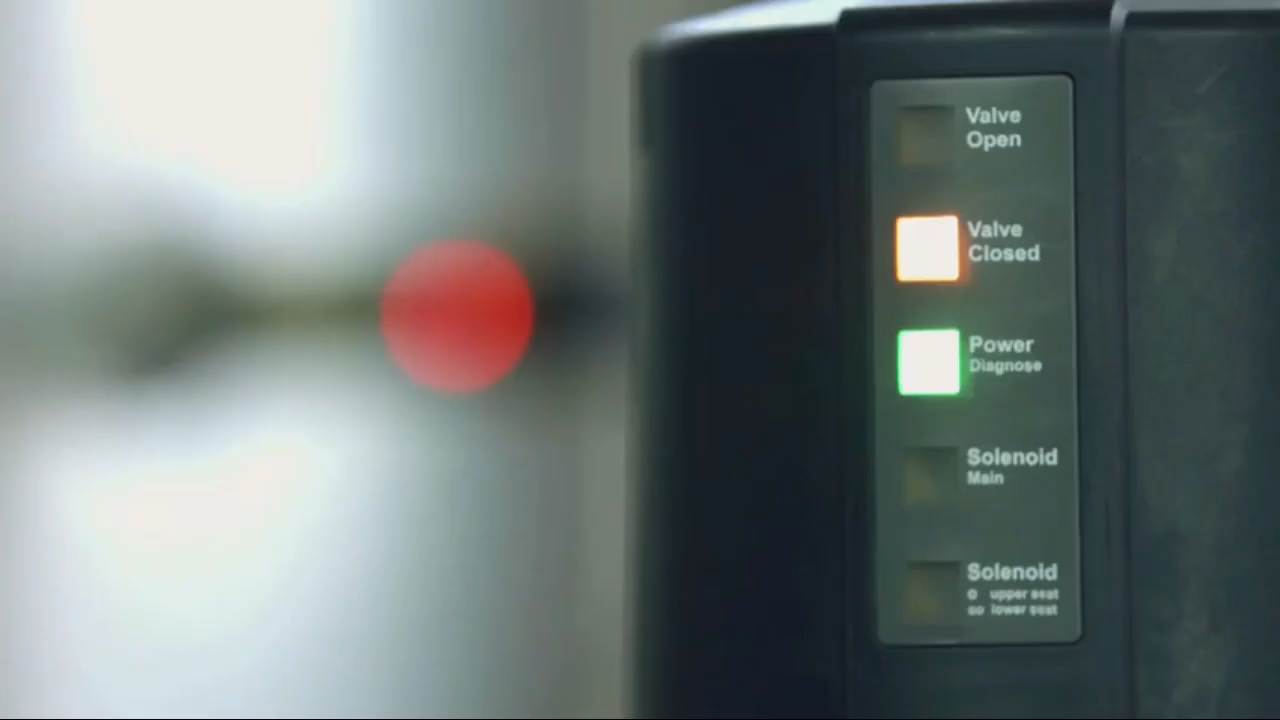 Valve
Open
Valve
Closed
Power
Diagnose
Solenoid
Main
Solenoid
o upper seat
oo lower seat